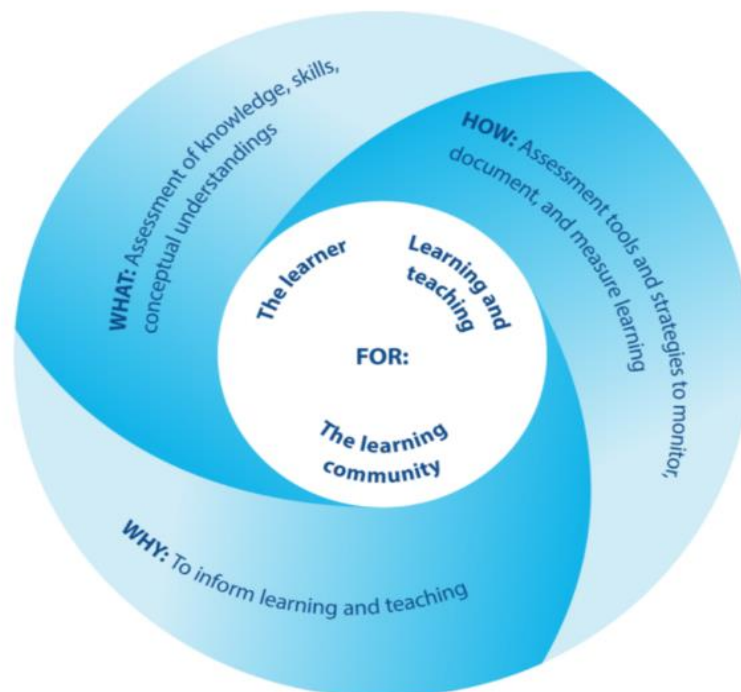 WHAT: Assessment of knowledge, skills,
conceptual understandings
HOW: Assessment tools and strategies to monitor,
document, and measure learning
The learner
Learning and
teaching
FOR:
The learning
community
WHY: To inform learning and teaching